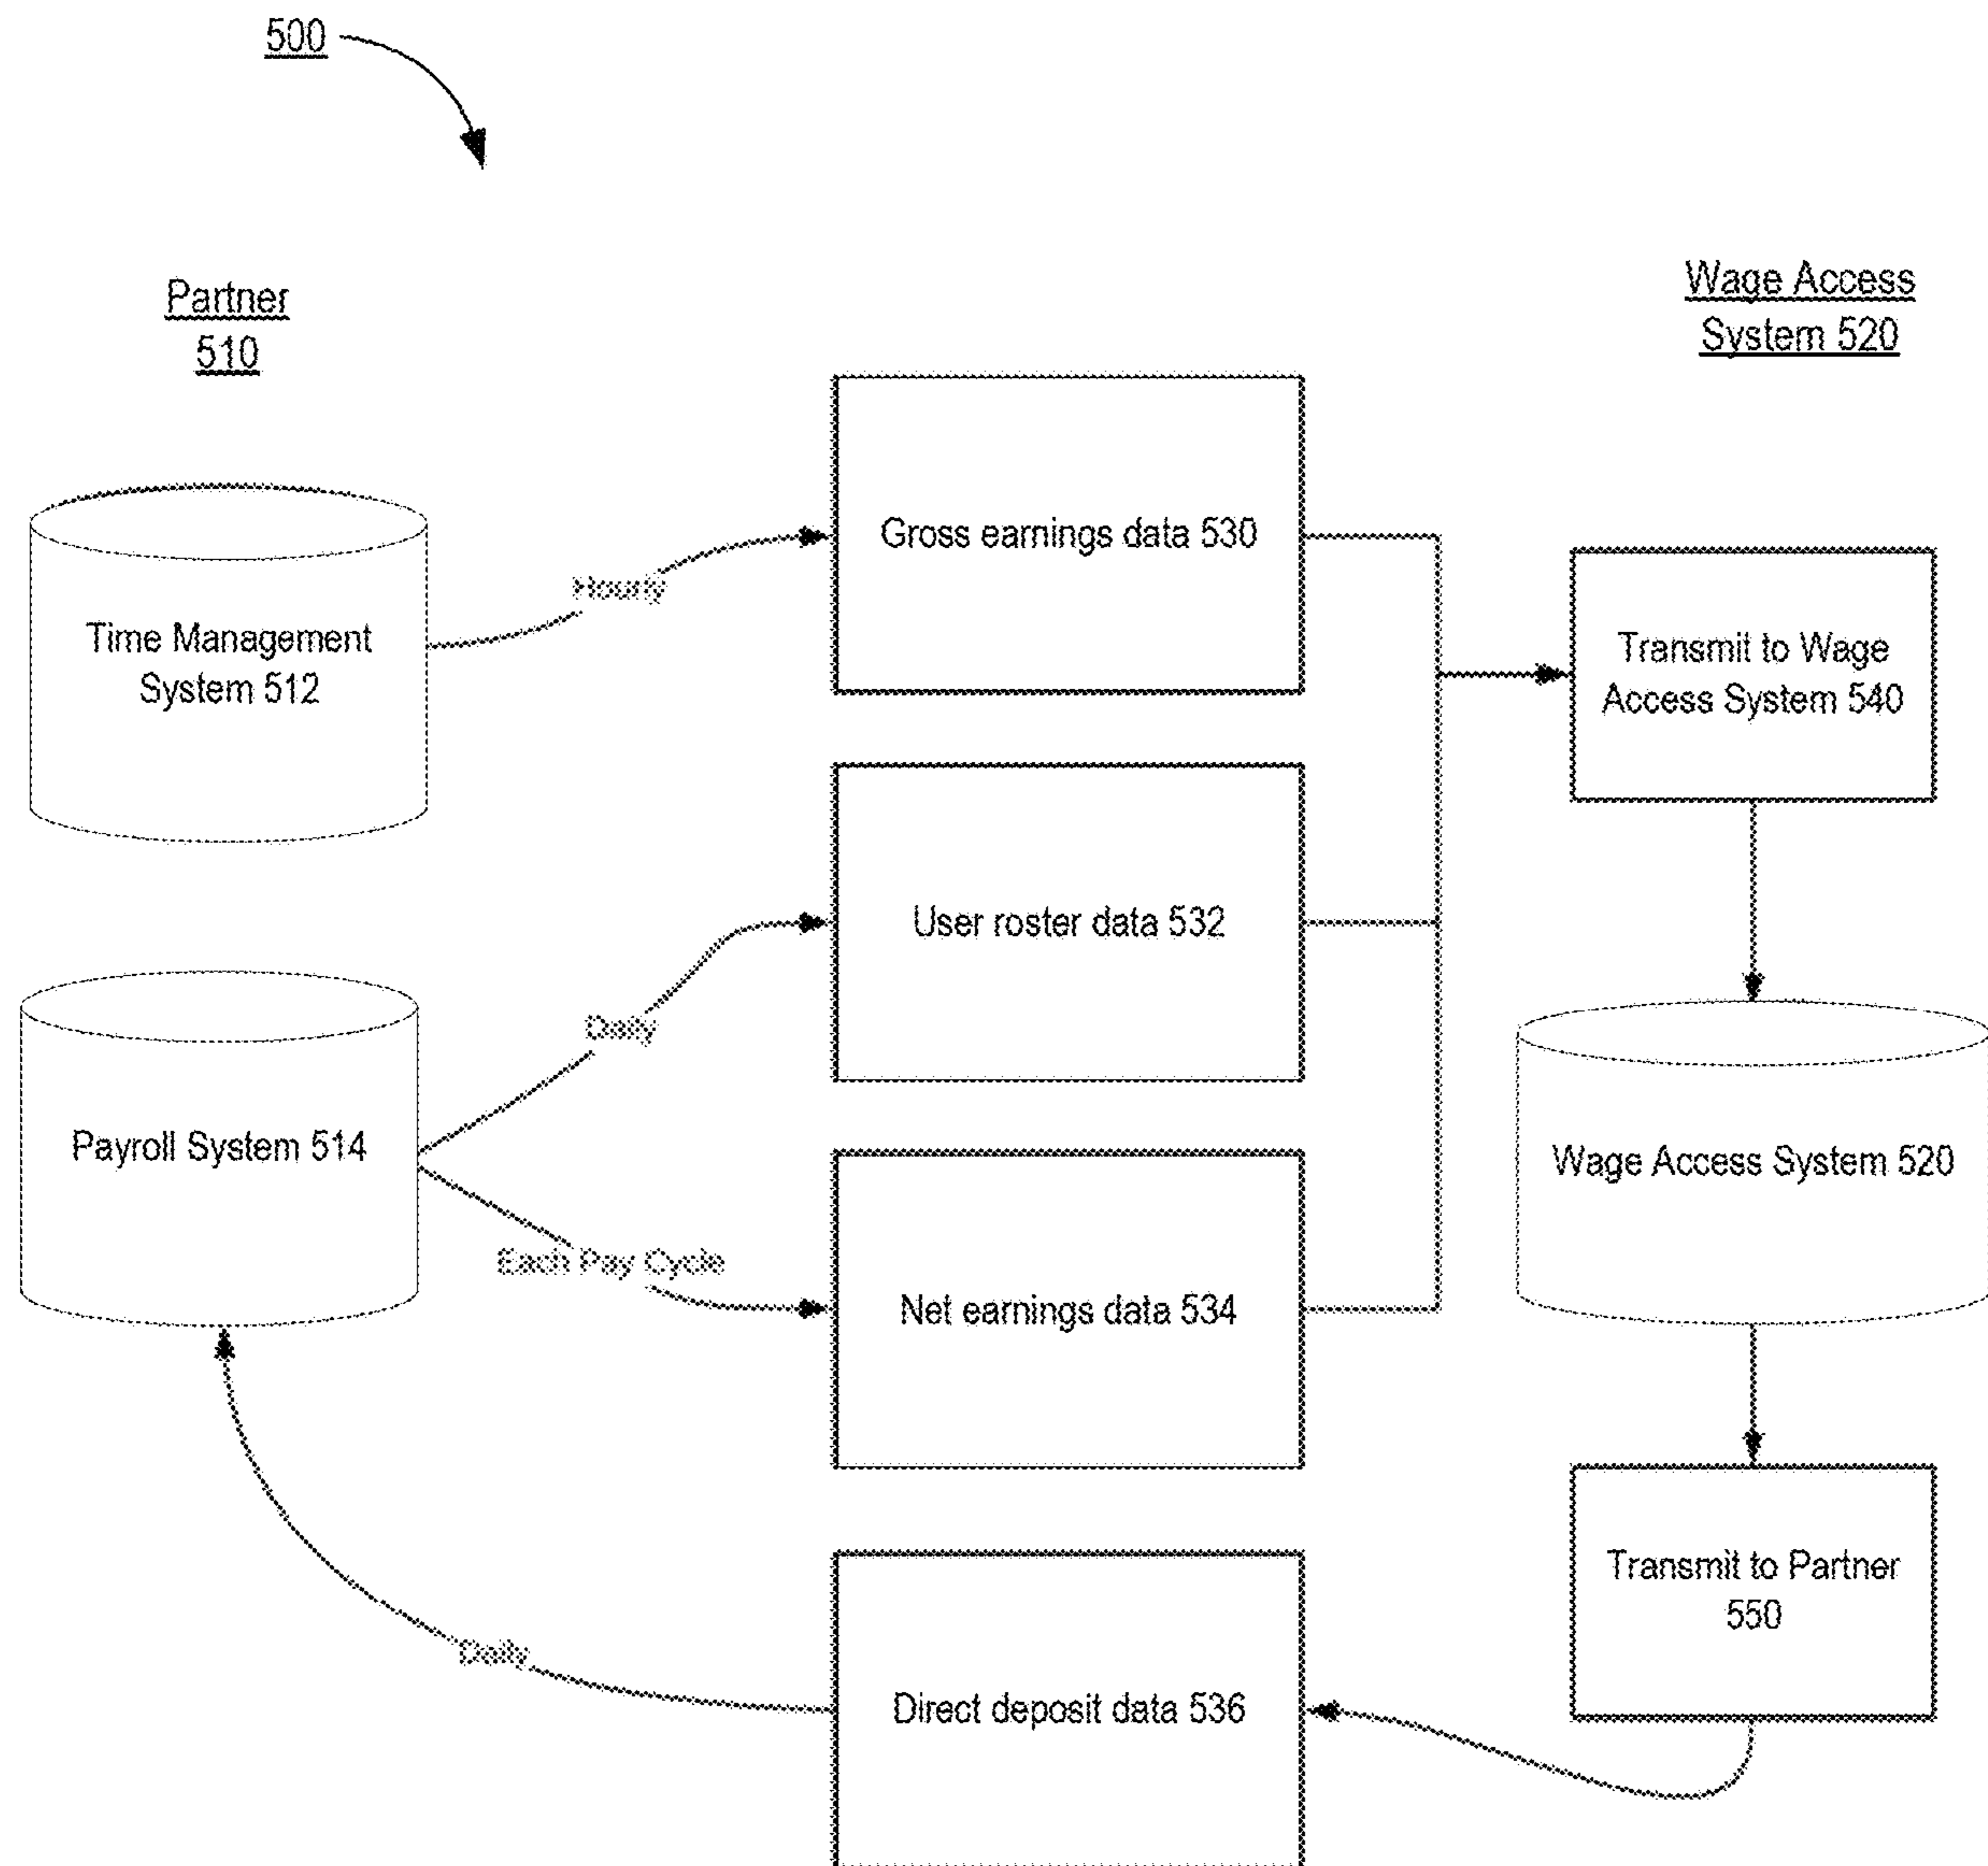 500
Partner
510
Wage Access
System 520
Time Management
System 512
Hourly
Gross earnings data 530
Transmit to Wage
Access System 540
Payroll System 514
Daily
User roster data 532
Each Pay Cycle
Net earnings data 534
Wage Access System 520
Daily
Direct deposit data 536
Transmit to Partner
550